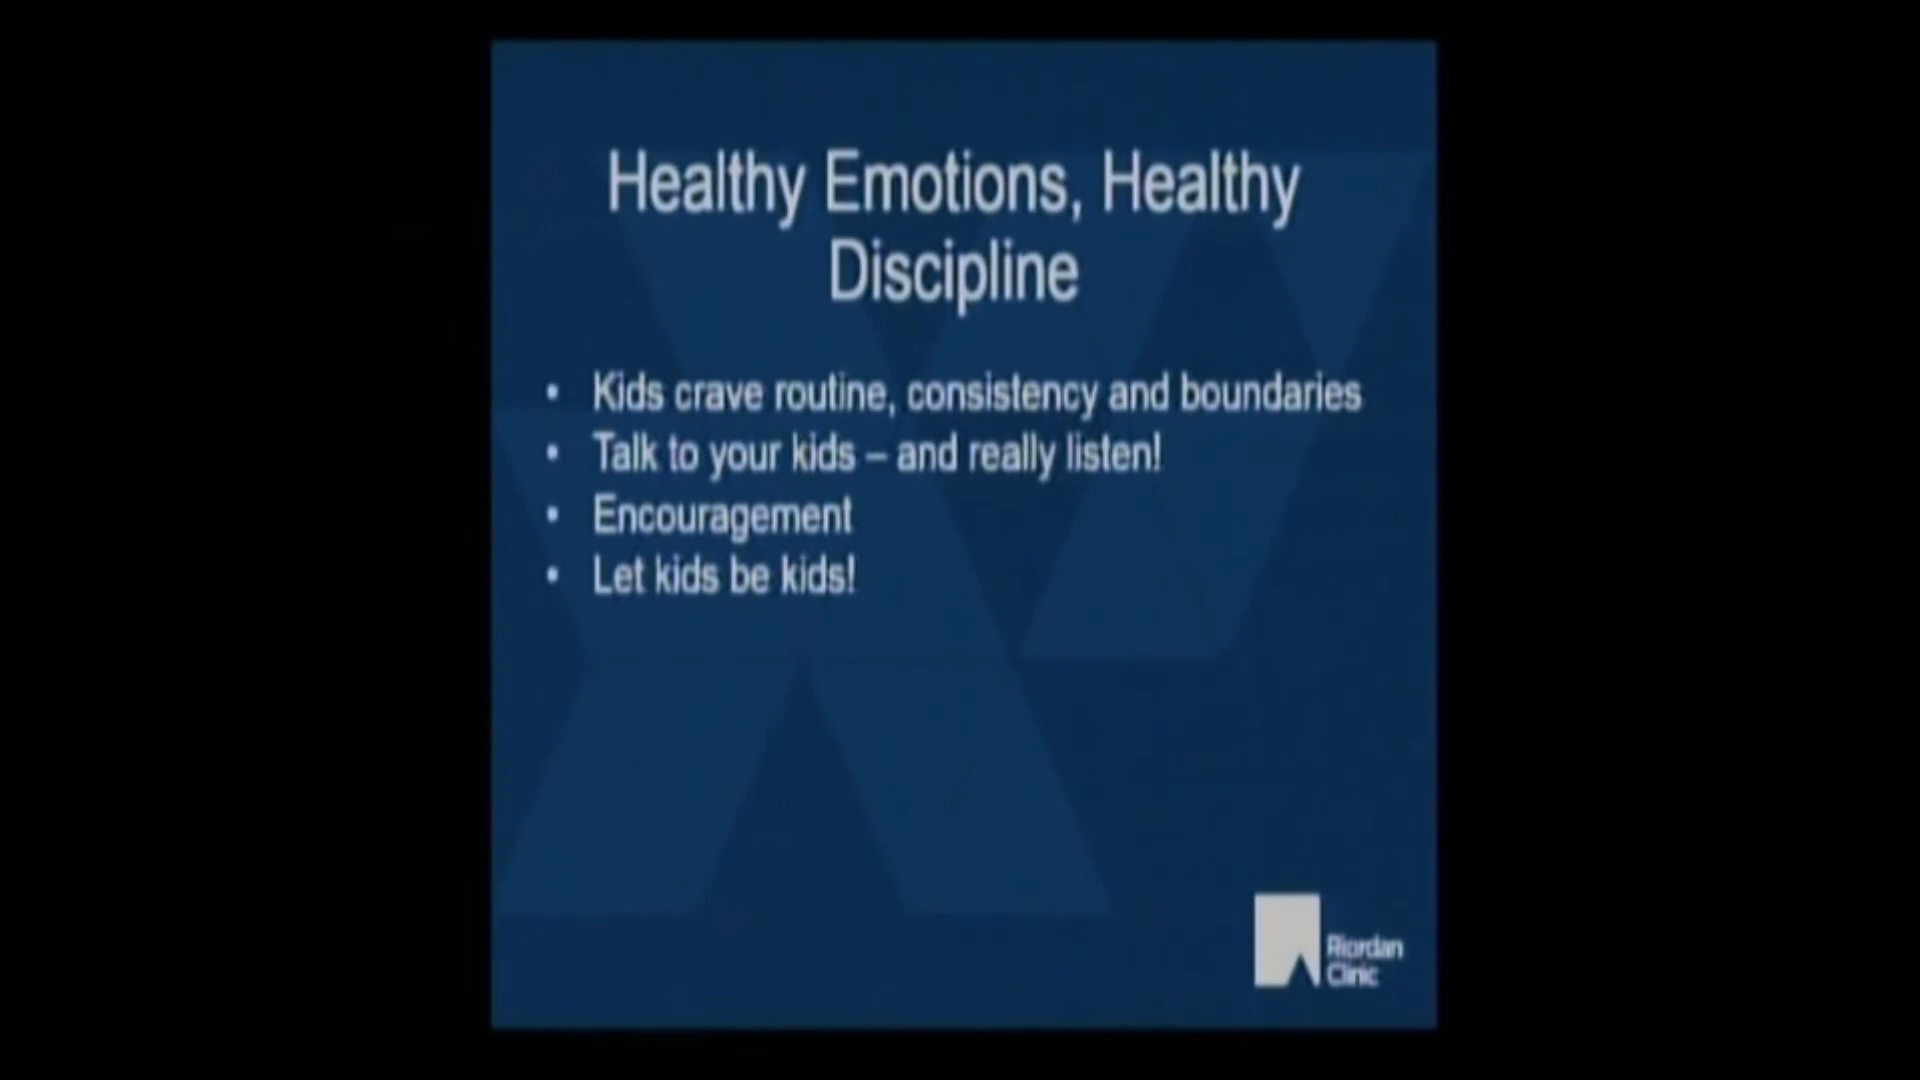 Healthy Emotions, Healthy
Discipline
• Kids crave routine, consistency and boundaries
• Talk to your kids – and really listen!
• Encouragement
• Let kids be kids!
Riordan
Clinic